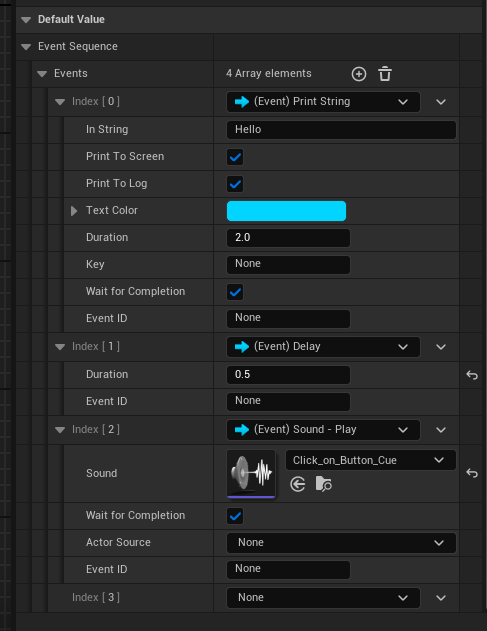 Default Value
Event Sequence
Events 4 Array elements
Index [ 0 ] (Event) Print String
In String Hello
Print To Screen
Print To Log
Text Color
Duration 2.0
Key None
Wait for Completion
Event ID None
Index [ 1 ] (Event) Delay
Duration 0.5
Event ID None
Index [ 2 ] (Event) Sound - Play
Click_on_Button_Cue
Sound
Wait for Completion
Actor Source None
Event ID None
Index [ 3 ] None